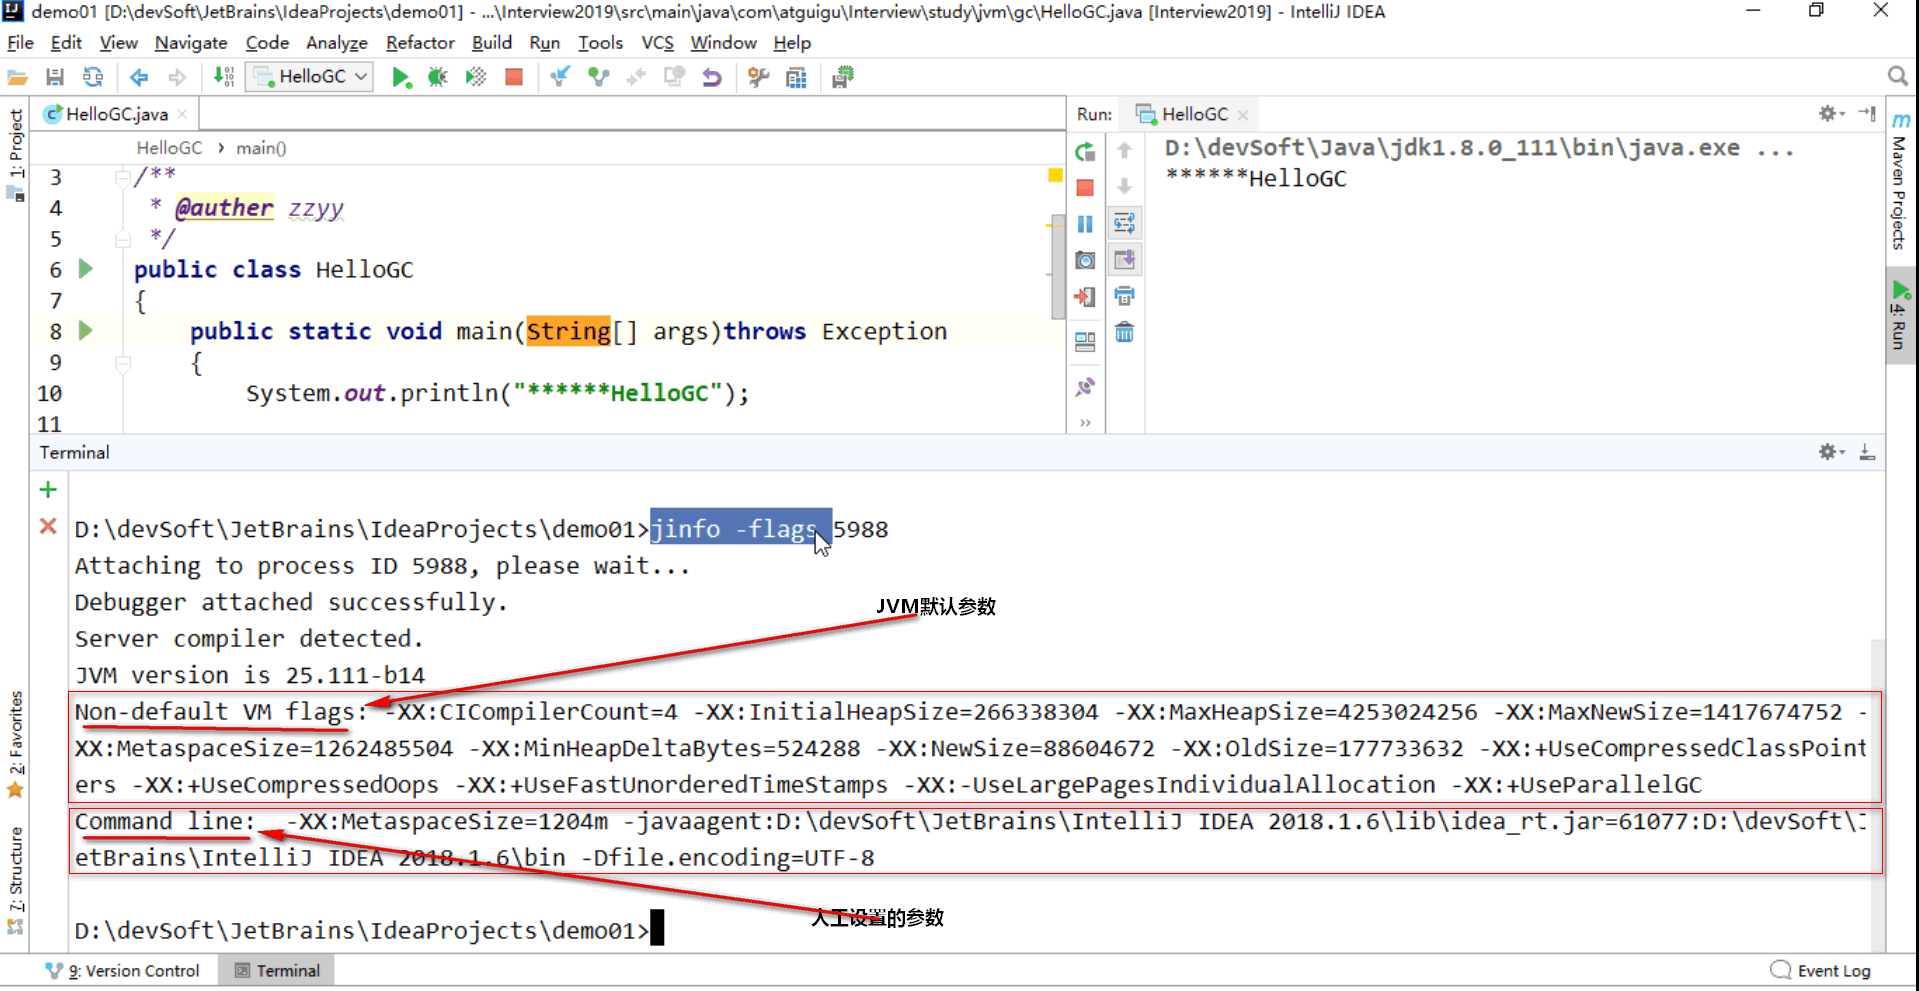 demo01 [D:\devSoft\JetBrains\IdeaProjects\demo01] - ...\Interview2019\src\main\java\com\atguigu\Interview\study\jvm\gc\HelloGC.java [Interview2019] - IntelliJ IDEA
File Edit View Navigate Code Analyze Refactor Build Run Tools VCS Window Help
HelloGC
1: Project
HelloGC.java
HelloGC › main()
3 /**
4 * @auther zzyy
5 */
6 public class HelloGC
7 {
8 public static void main(String[] args)throws Exception
9 {
10 System.out.println("******HelloGC");
11
Run: HelloGC
D:\devSoft\Java\jdk1.8.0_111\bin\java.exe ...
******HelloGC
Maven Projects
4: Run
Terminal
D:\devSoft\JetBrains\IdeaProjects\demo01>jinfo -flags 5988
Attaching to process ID 5988, please wait...
Debugger attached successfully.
JVM默认参数
Server compiler detected.
JVM version is 25.111-b14
Non-default VM flags: -XX:CICompilerCount=4 -XX:InitialHeapSize=266338304 -XX:MaxHeapSize=4253024256 -XX:MaxNewSize=1417674752 -
XX:MetaspaceSize=1262485504 -XX:MinHeapDeltaBytes=524288 -XX:NewSize=88604672 -XX:OldSize=177733632 -XX:+UseCompressedClassPoint
ers -XX:+UseCompressedOops -XX:+UseFastUnorderedTimeStamps -XX:-UseLargePagesIndividualAllocation -XX:+UseParallelGC
Command line: -XX:MetaspaceSize=1204m -javaagent:D:\devSoft\JetBrains\IntelliJ IDEA 2018.1.6\lib\idea_rt.jar=61077:D:\devSoft\J
etBrains\IntelliJ IDEA 2018.1.6\bin -Dfile.encoding=UTF-8
人工设置的参数
D:\devSoft\JetBrains\IdeaProjects\demo01>
2: Favorites
7: Structure
9: Version Control Terminal Event Log